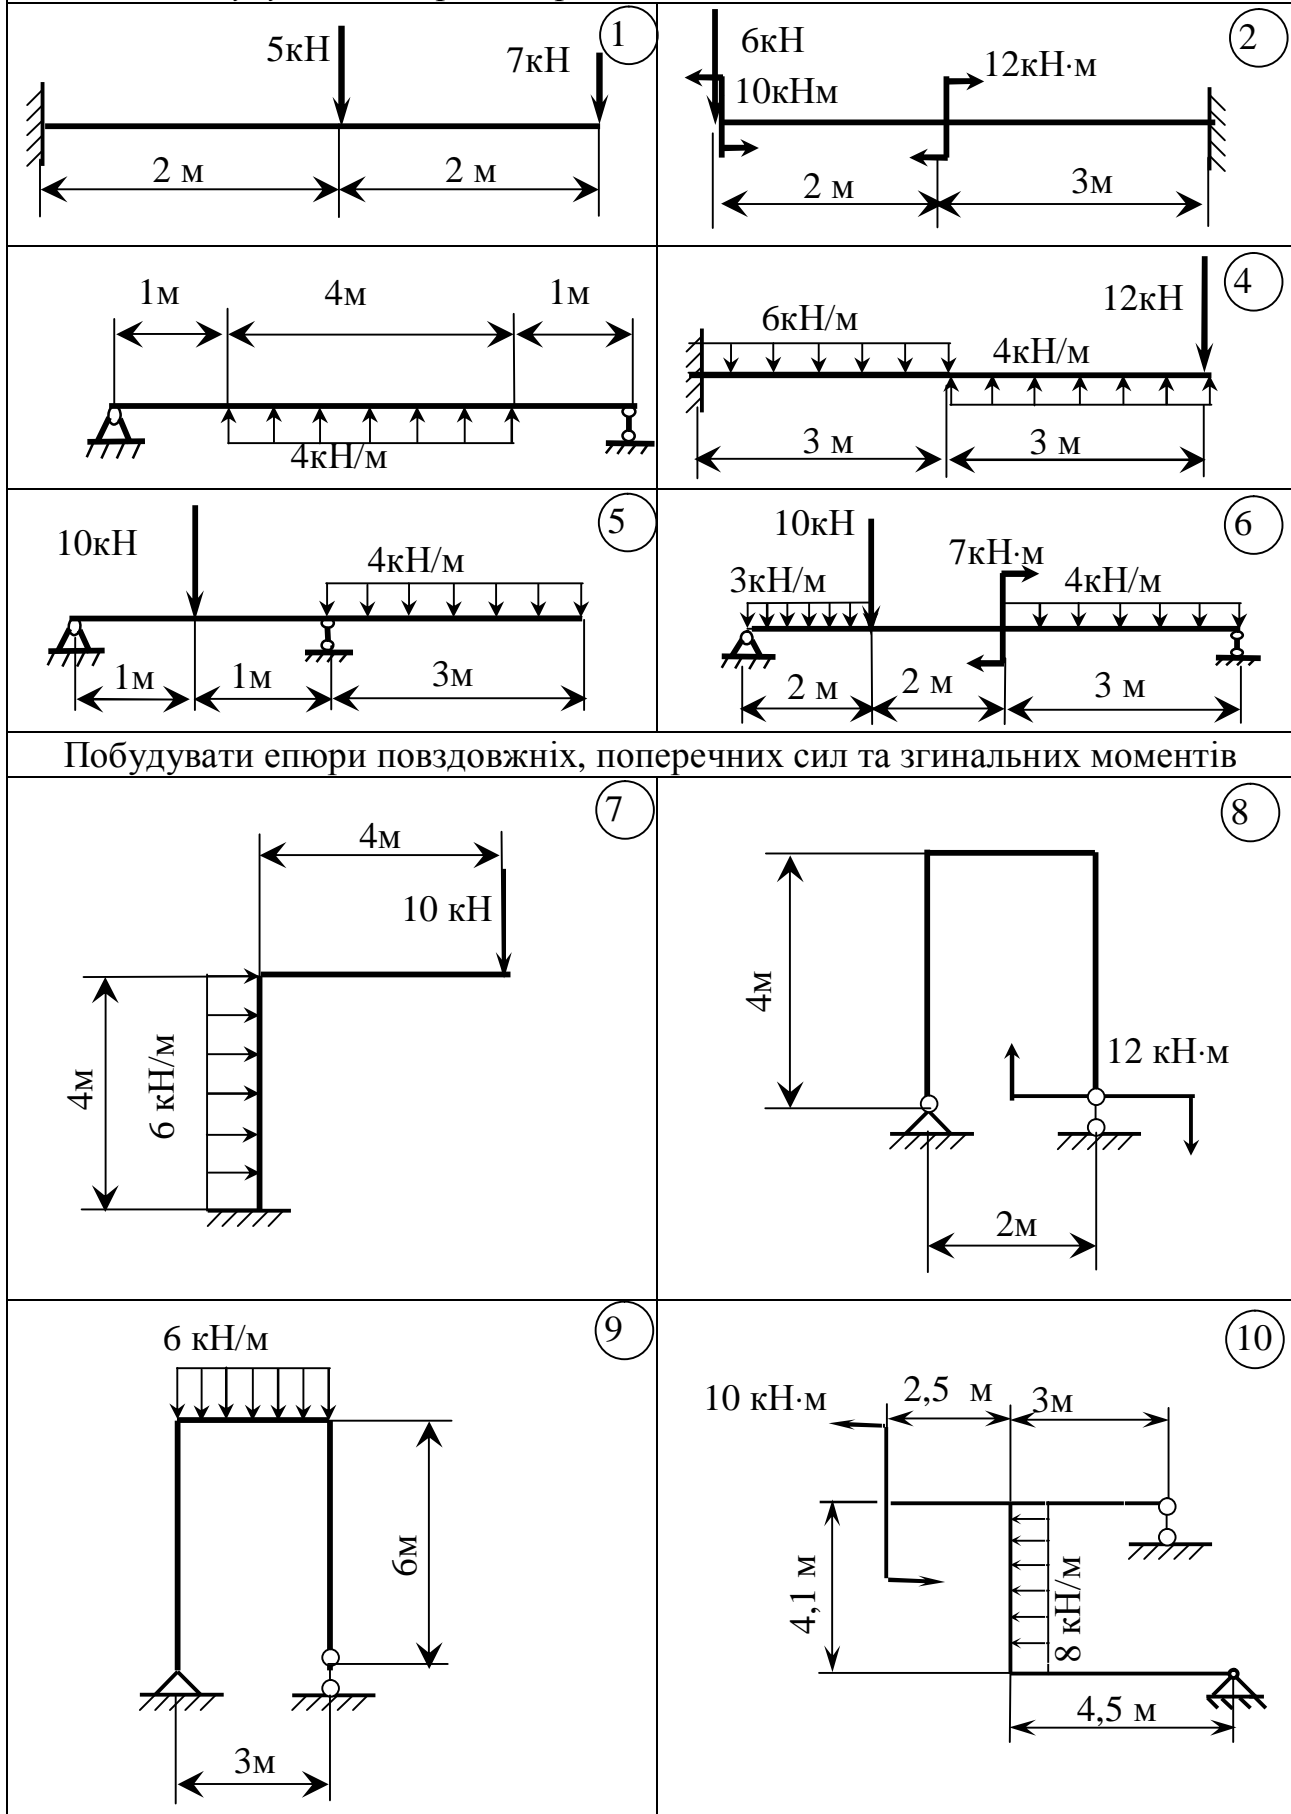 1
5кН
7кН
2 м
2 м
2
6кН
12кН·м
10кНм
2 м
3м
1м
4м
1м
4кН/м
4
12кН
6кН/м
4кН/м
3 м
3 м
5
10кН
4кН/м
1м
1м
3м
6
10кН
7кН·м
3кН/м
4кН/м
2 м
2 м
3 м
Побудувати епюри повздовжніх, поперечних сил та згинальних моментів
7
4м
10 кН
4м
6 кН/м
8
4м
12 кН·м
2м
9
6 кН/м
6м
3м
10
10 кН·м
2,5 м
3м
4,1 м
8 кН/м
4,5 м